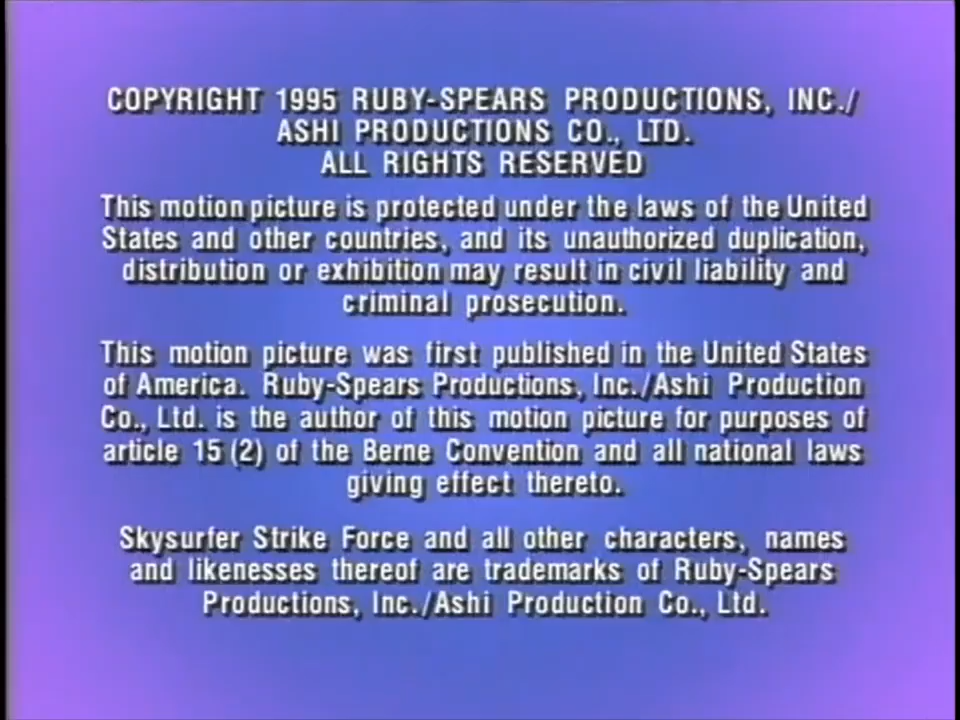 COPYRIGHT 1995 RUBY-SPEARS PRODUCTIONS, INC./
ASHI PRODUCTIONS CO., LTD.
ALL RIGHTS RESERVED
This motion picture is protected under the laws of the United
States and other countries, and its unauthorized duplication,
distribution or exhibition may result in civil liability and
criminal prosecution.
This motion picture was first published in the United States
of America. Ruby-Spears Productions, Inc./Ashi Production
Co., Ltd. is the author of this motion picture for purposes of
article 15 (2) of the Berne Convention and all national laws
giving effect thereto.
Skysurfer Strike Force and all other characters, names
and likenesses thereof are trademarks of Ruby-Spears
Productions, Inc./Ashi Production Co., Ltd.